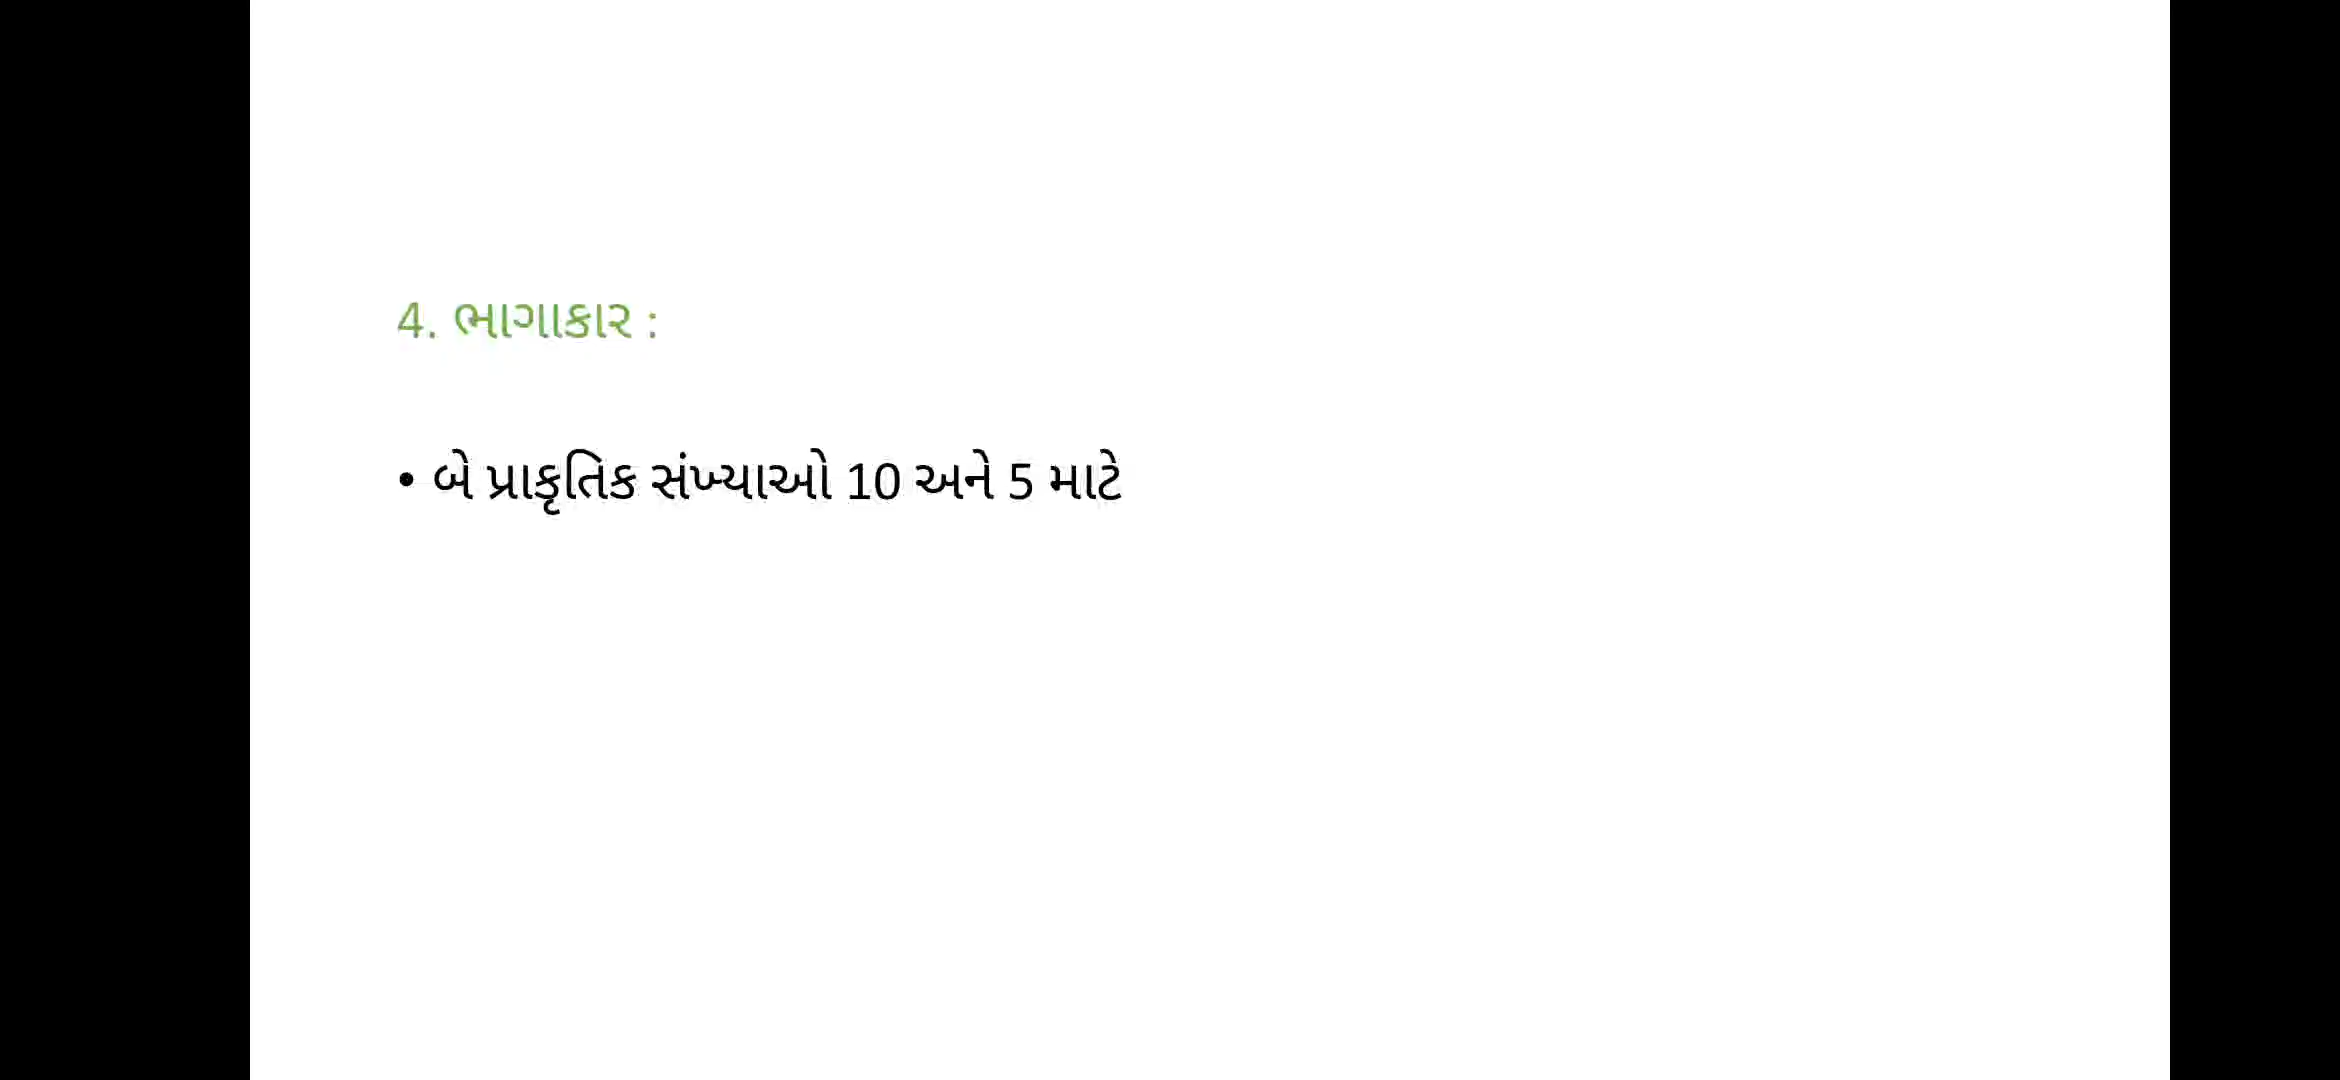 4. ભાગાકાર :
• બે પ્રાકૃતિક સંખ્યાઓ 10 અને 5 માટે